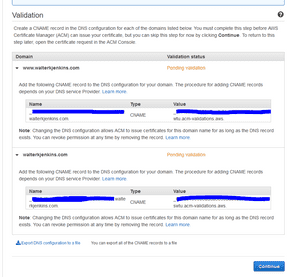 Validation
Create a CNAME record in the DNS configuration for each of the domains listed below. You must complete this step before AWS
Certificate Manager (ACM) can issue your certificate, but you can skip this step for now by clicking Continue. To return to this
step later, open the certificate request in the ACM Console
Domain Validation status
www.walterkjenkins.com Pending validation
Add the following CNAME record to the DNS configuration for your domain. The procedure for adding CNAME records
depends on your DNS service Provider. Learn more.
Name Type Value
walterkjenkins.com. CNAME acm-validations.aws.
Note: Changing the DNS configuration allows ACM to issue certificates for this domain name for as long as the DNS record
exists. You can revoke permission at any time by removing the record. Learn more.
walterkjenkins.com Pending validation
Add the following CNAME record to the DNS configuration for your domain. The procedure for adding CNAME records
depends on your DNS service Provider. Learn more.
Name Type Value
walte
rkjenkins.com. CNAME acm-validations.aws.
Note: Changing the DNS configuration allows ACM to issue certificates for this domain name for as long as the DNS record
exists. You can revoke permission at any time by removing the record. Learn more.
Export DNS configuration to a file You can export all of the CNAME records to a file
Continue